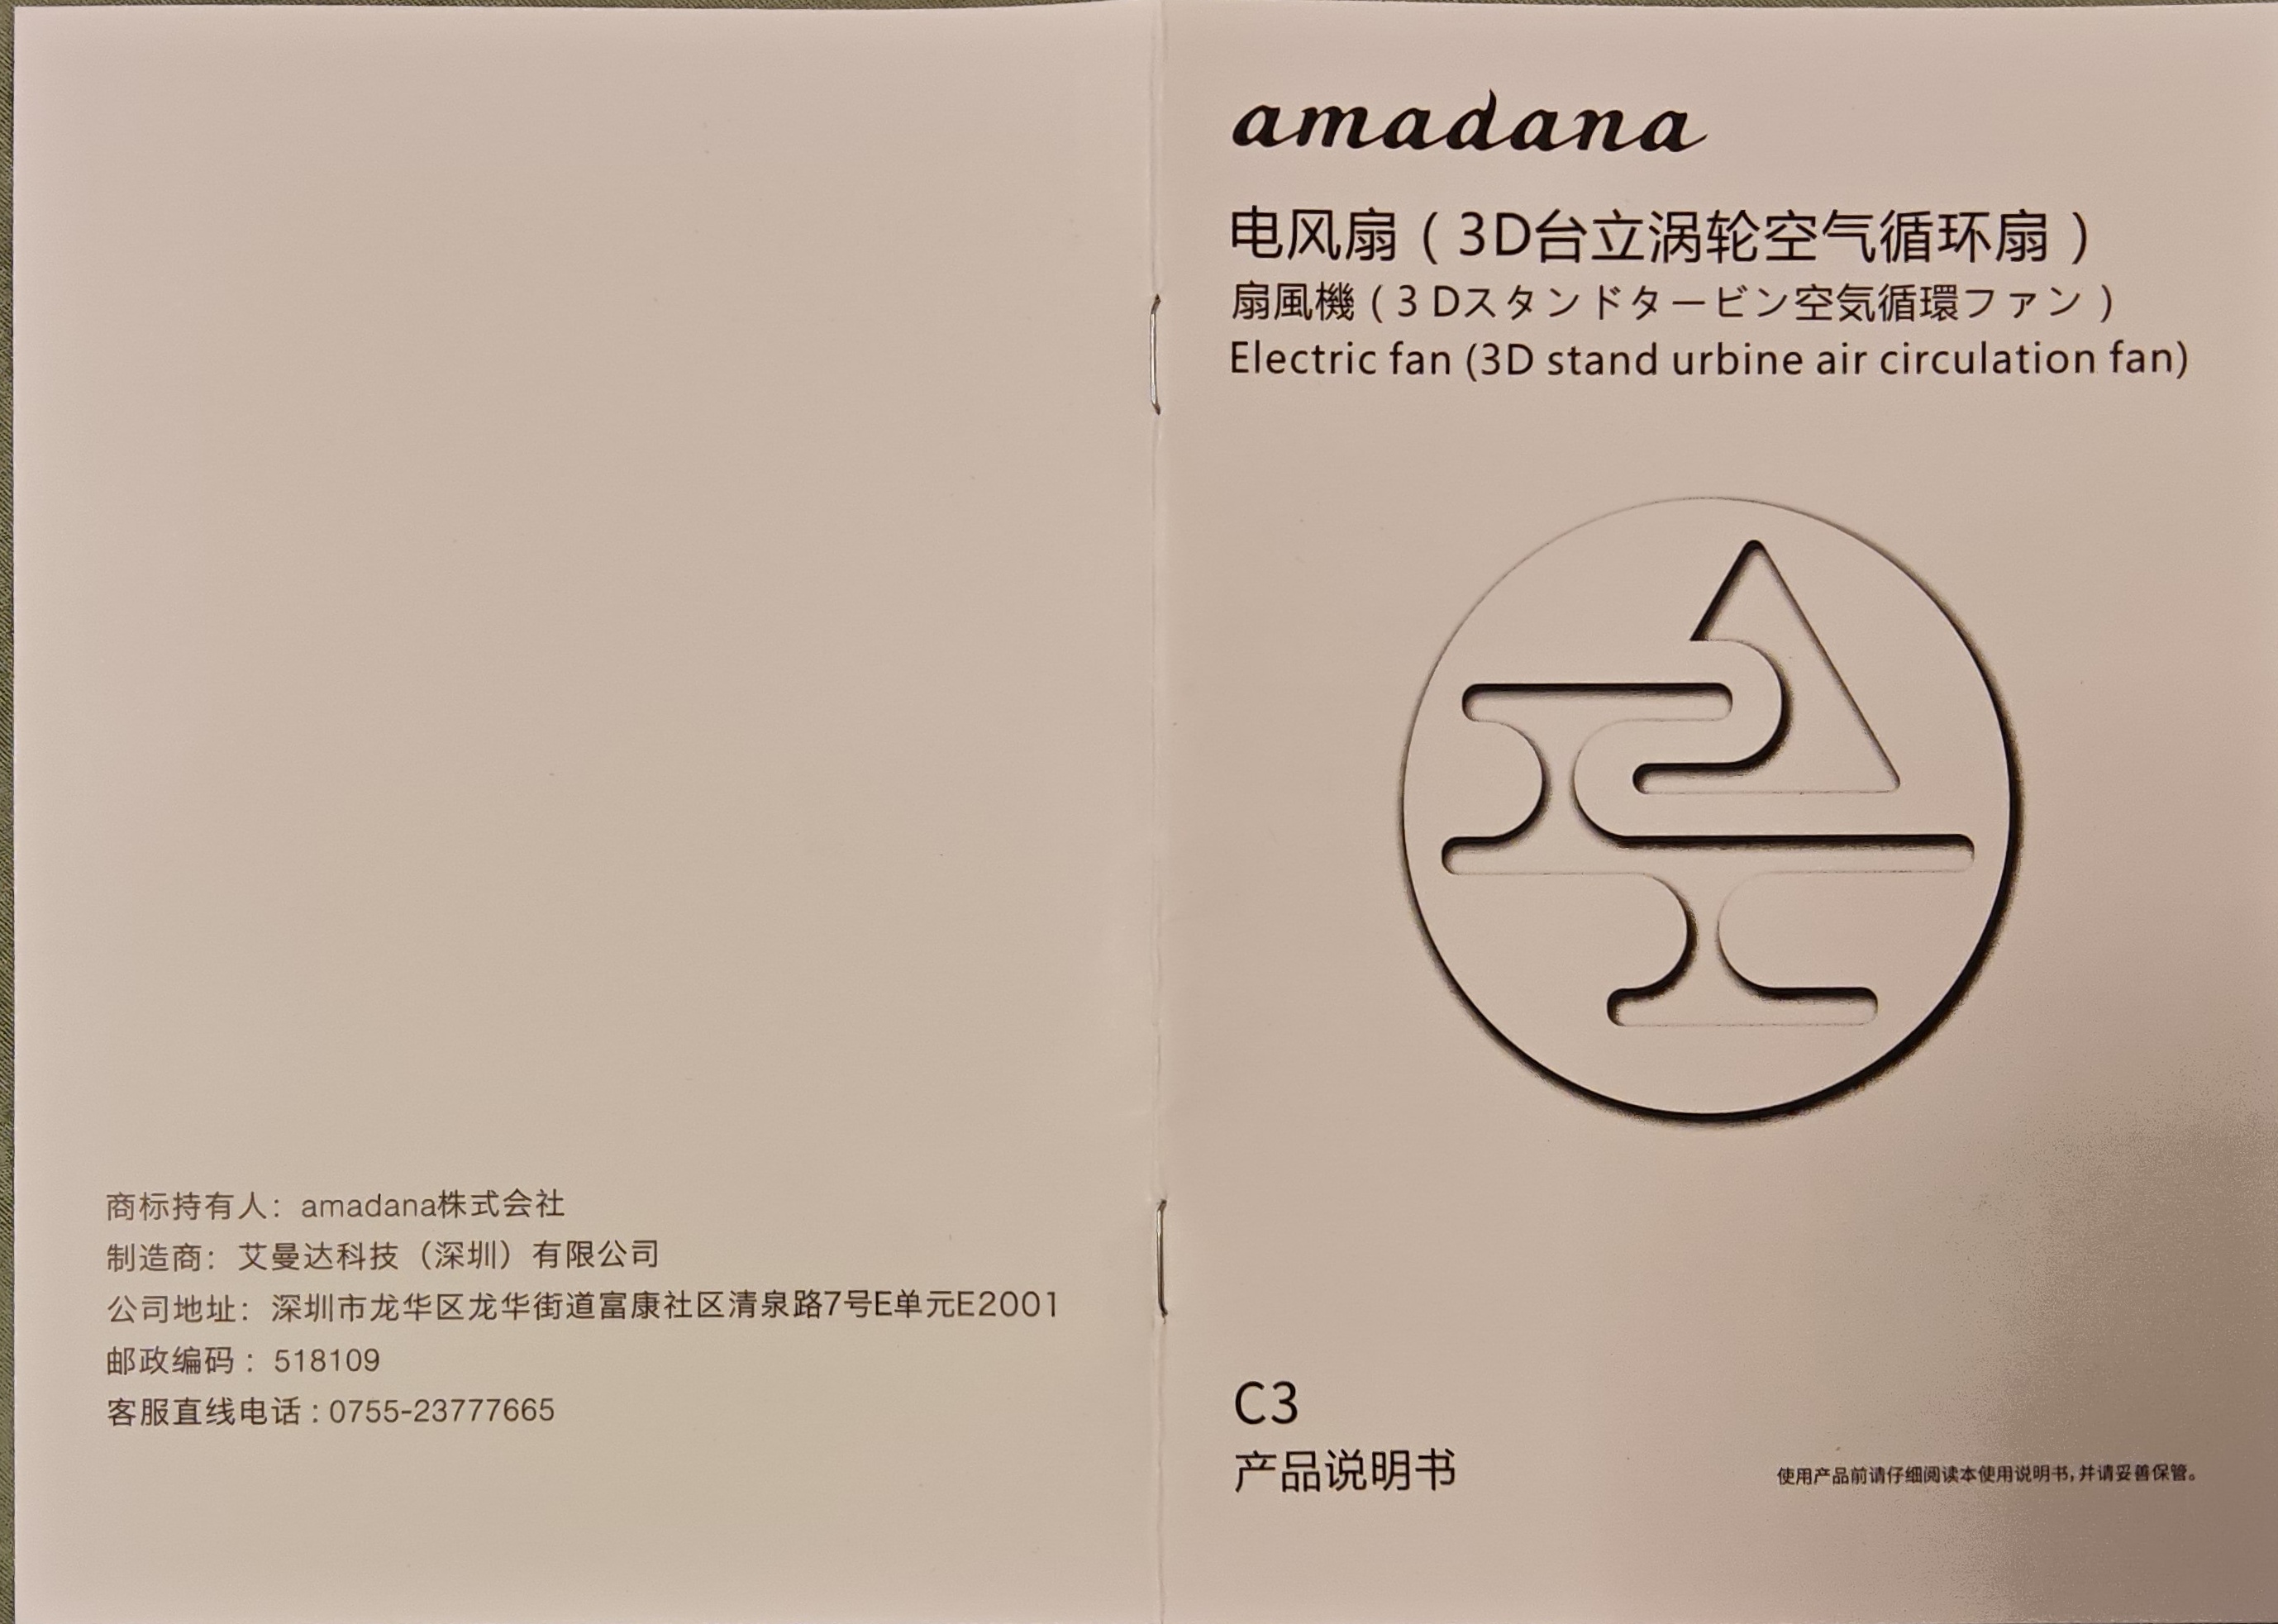 商标持有人：amadana株式会社
制造商：艾曼达科技（深圳）有限公司
公司地址：深圳市龙华区龙华街道富康社区清泉路7号E单元E2001
邮政编码：518109
客服直线电话：0755-23777665
amadana
电风扇（3D台立涡轮空气循环扇）
扇風機（3Dスタンドタービン空気循環ファン）
Electric fan (3D stand urbine air circulation fan)
C3
产品说明书
使用产品前请仔细阅读本使用说明书，并请妥善保管。